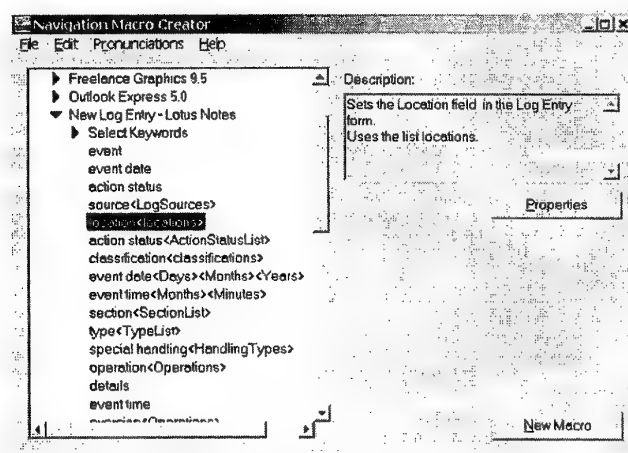 Navigation Macro Creator
File Edit Pronunciations Help
Freelance Graphics 9.5
Outlook Express 5.0
New Log Entry - Lotus Notes
Select Keywords
event
event date
action status
source<LogSources>
location<locations>
action status<ActionStatusList>
classification<classifications>
event date<Days><Months><Years>
event time<Months><Minutes>
section<SectionList>
type<TypeList>
special handling<HandlingTypes>
operation<Operations>
details
event time
Description:
Sets the Location field in the Log Entry
form.
Uses the list locations.
Properties
New Macro